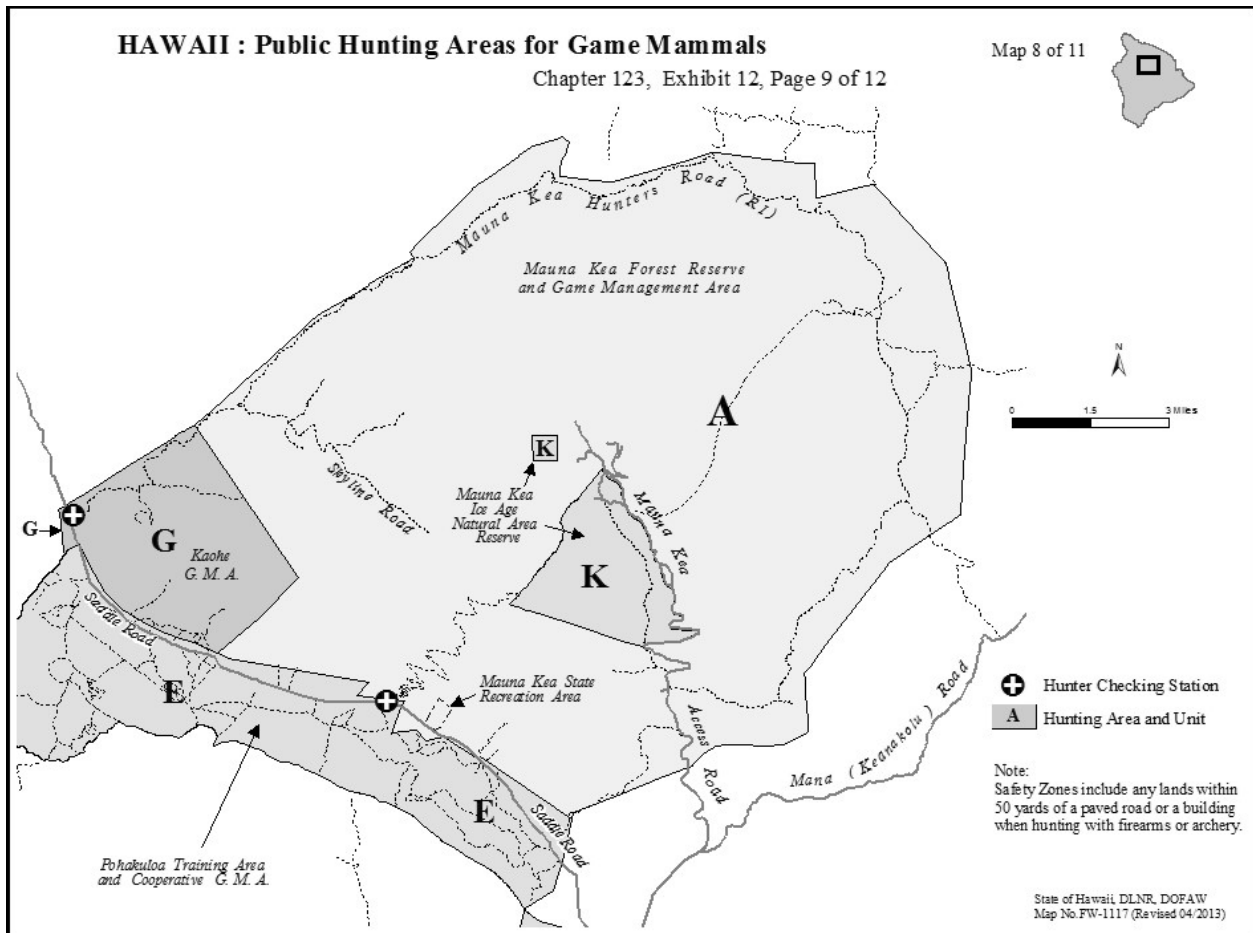 HAWAII : Public Hunting Areas for Game Mammals
Chapter 123, Exhibit 12, Page 9 of 12
Map 8 of 11
Mauna Kea Hunters Road (R1)
Mauna Kea Forest Reserve
and Game Management Area
N
0 1.5 3 Miles
A
K
Skyline Road
Mauna Kea
Ice Age
Natural Area
Reserve
Mauna Kea
Access Road
G
G
Kaohe
G. M. A.
K
Saddle Road
E
Mauna Kea State
Recreation Area
Mana (Keanakolu) Road
E
Saddle Road
Pohakuloa Training Area
and Cooperative G. M. A.
Hunter Checking Station
A Hunting Area and Unit
Note:
Safety Zones include any lands within
50 yards of a paved road or a building
when hunting with firearms or archery.
State of Hawaii, DLNR, DOFAW
Map No. FW-1117 (Revised 04/2013)